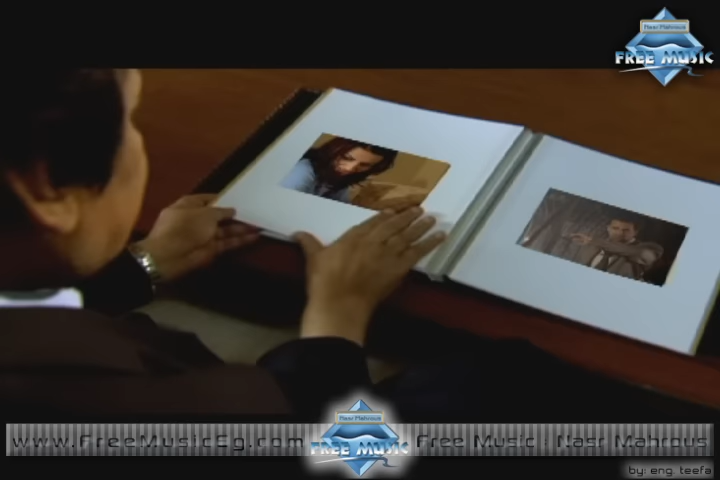 Nasr Mahrous
FREE MUSIC
www.FreeMusicEg.com
Nasr Mahrous
FREE MUSIC
Free Music : Nasr Mahrous
by: eng. teefa